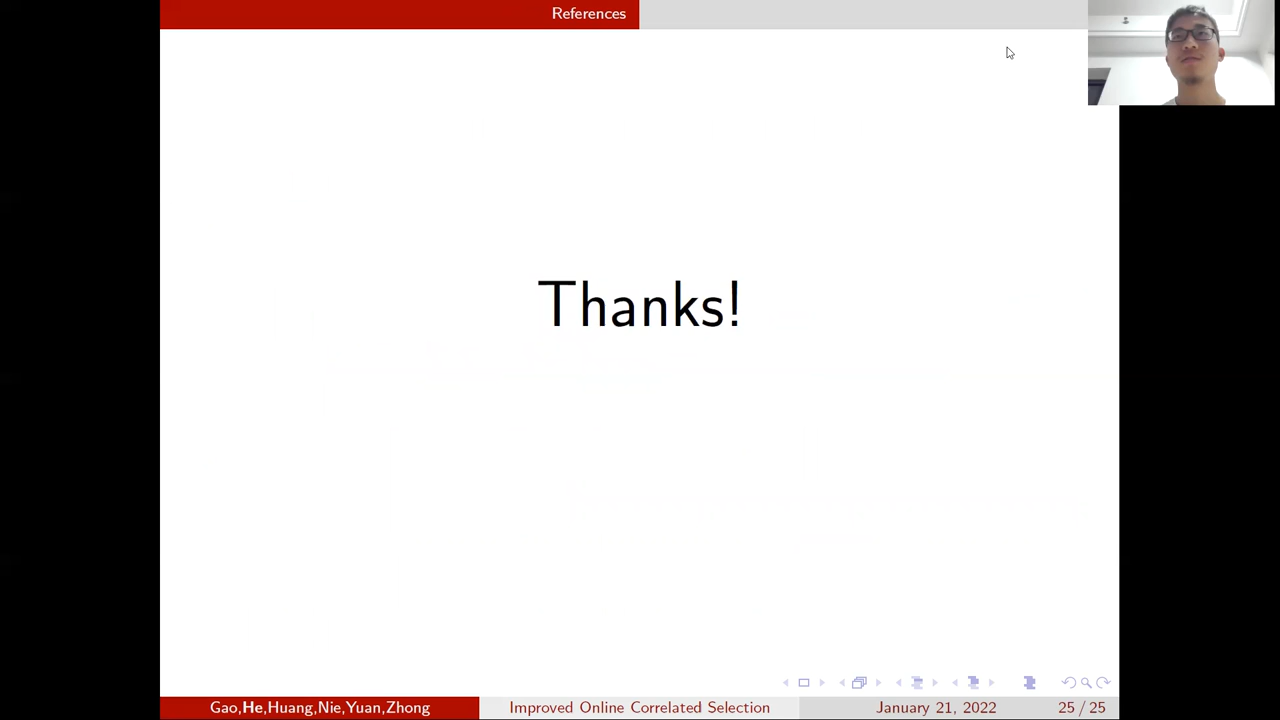 References
Thanks!
Gao,He,Huang,Nie,Yuan,Zhong
Improved Online Correlated Selection
January 21, 2022
25 / 25